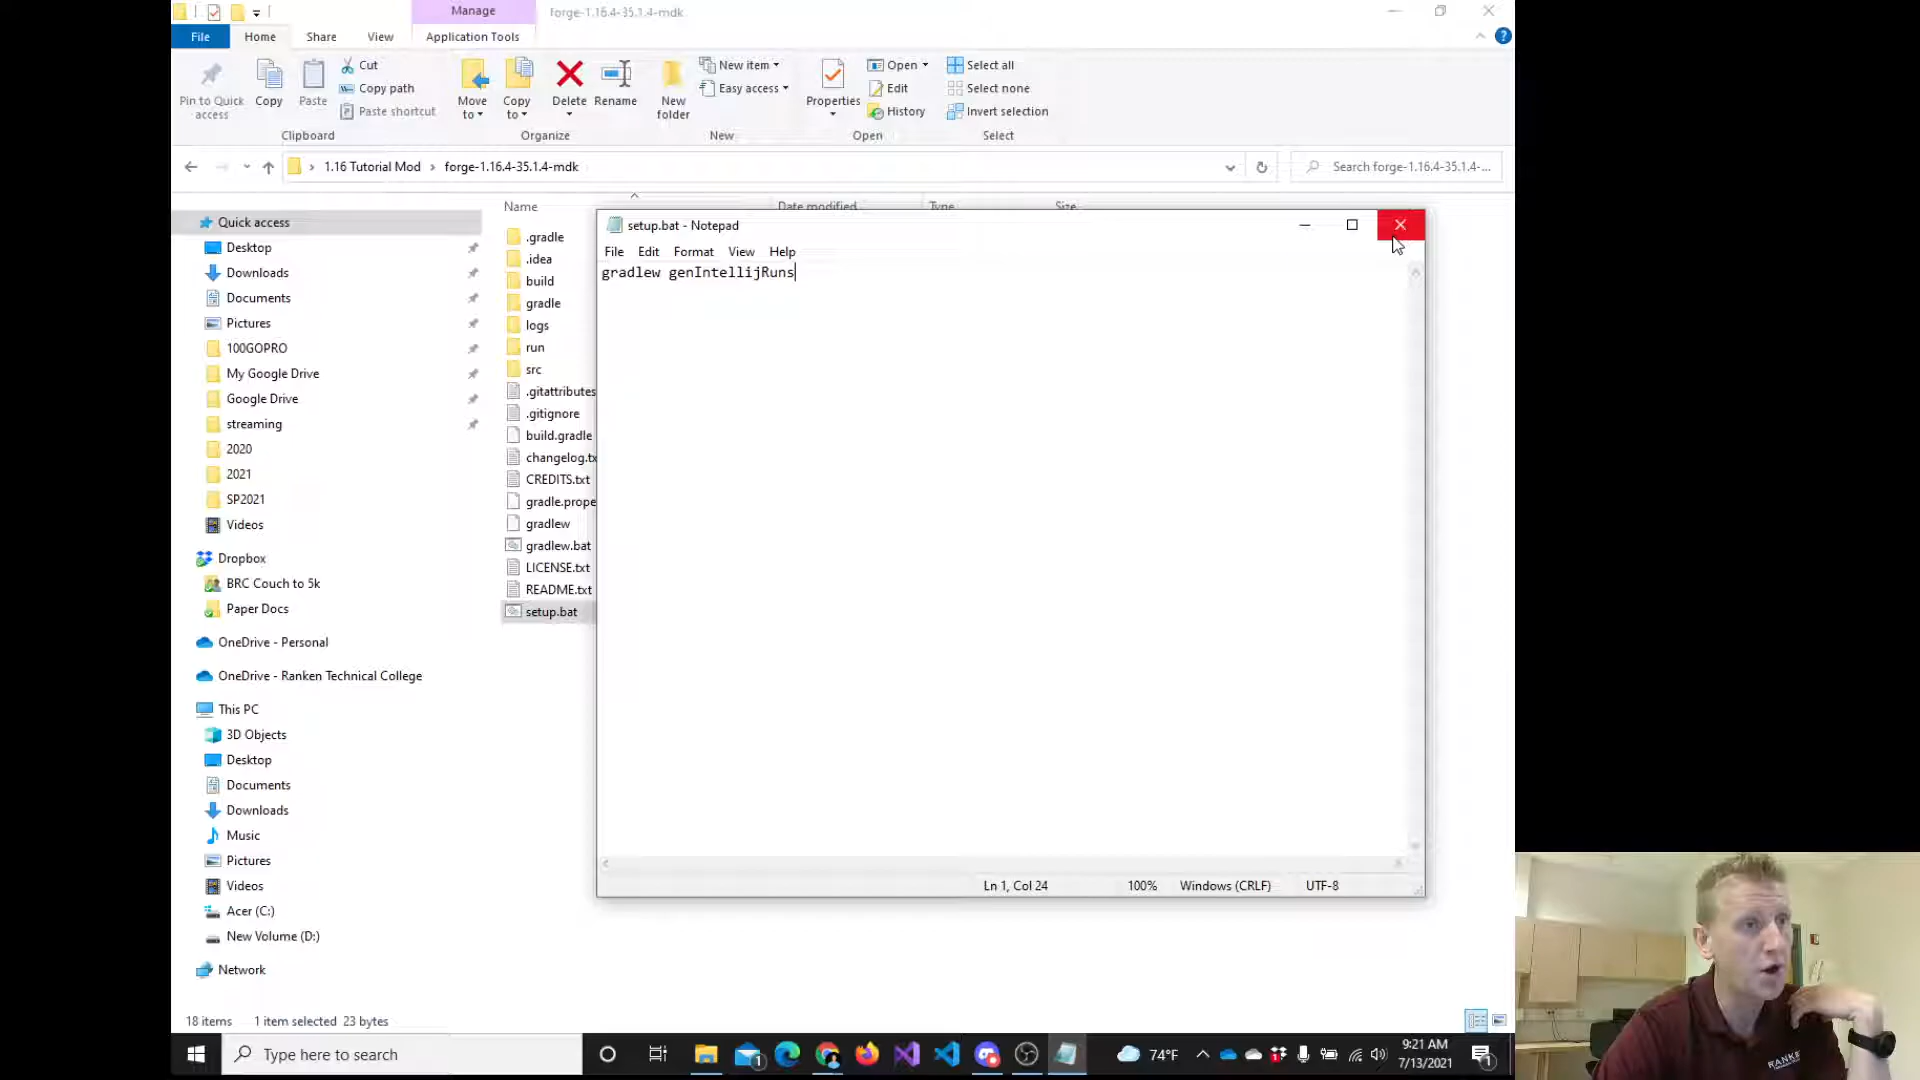 Manage
forge-1.16.4-35.1.4-mdk
File
Home
Share
View
Application Tools
Pin to Quick access
Copy
Paste
Cut
Copy path
Paste shortcut
Clipboard
Move to
Copy to
Delete
Rename
Organize
New folder
New item
Easy access
New
Properties
Open
Edit
History
Open
Select all
Select none
Invert selection
Select
1.16 Tutorial Mod
forge-1.16.4-35.1.4-mdk
Search forge-1.16.4-35.1.4-...
Name
Date modified
Type
Size
Quick access
Desktop
Downloads
Documents
Pictures
100GOPRO
My Google Drive
Google Drive
streaming
2020
2021
SP2021
Videos
Dropbox
BRC Couch to 5k
Paper Docs
OneDrive - Personal
OneDrive - Ranken Technical College
This PC
3D Objects
Desktop
Documents
Downloads
Music
Pictures
Videos
Acer (C:)
New Volume (D:)
Network
.gradle
.idea
build
gradle
logs
run
src
.gitattributes
.gitignore
build.gradle
changelog.tx
CREDITS.txt
gradle.prope
gradlew
gradlew.bat
LICENSE.txt
README.txt
setup.bat
setup.bat - Notepad
File
Edit
Format
View
Help
gradlew genIntellijRuns
Ln 1, Col 24
100%
Windows (CRLF)
UTF-8
18 items
1 item selected
23 bytes
Type here to search
1
74°F
9:21 AM
7/13/2021
1